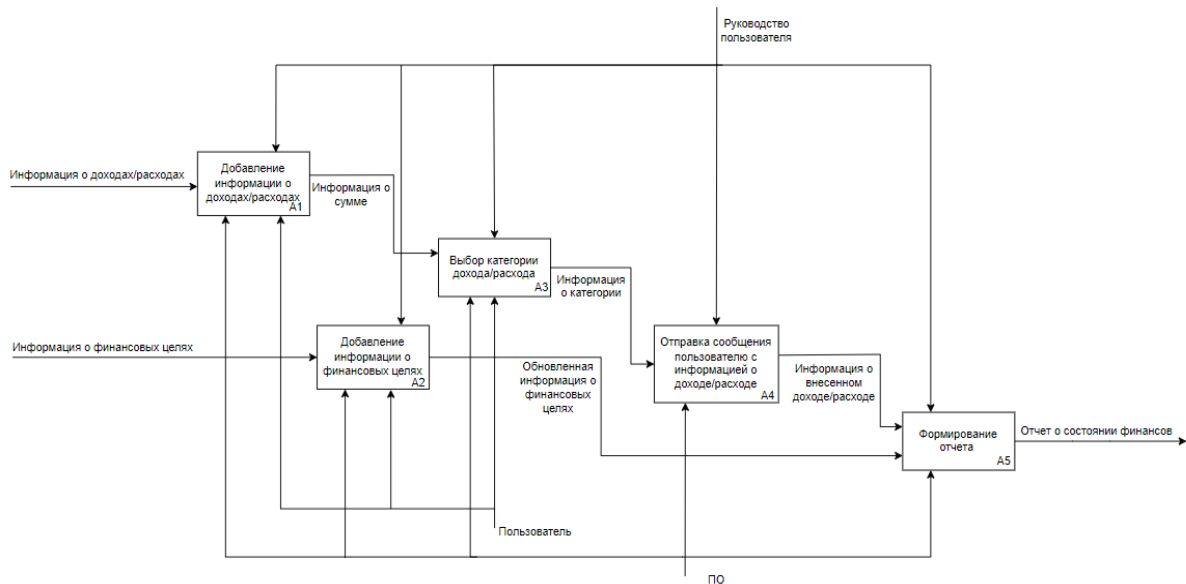 Руководство
пользователя
Информация о доходах/расходах
Добавление
информации о
доходах/расходах
A1
Информация о
сумме
Выбор категории
дохода/расхода
A3
Информация
о категории
Информация о финансовых целях
Добавление
информации о
финансовых целях
A2
Обновленная
информация о
финансовых
целях
Отправка сообщения
пользователю с
информацией о
доходе/расходе
A4
Информация о
внесенном
доходе/расходе
Формирование
отчета
A5
Отчет о состоянии финансов
Пользователь
ПО